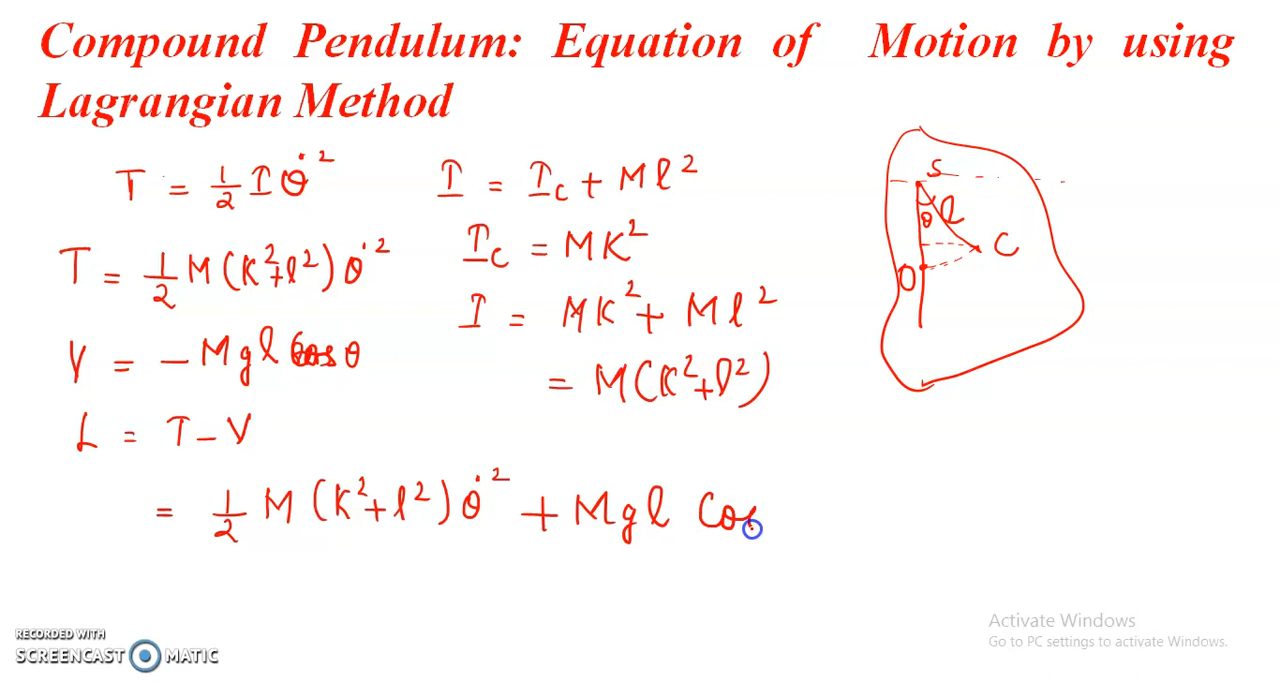 Compound Pendulum: Equation of Motion by using
Lagrangian Method
T = 1/2 I θ̇²
T = 1/2 M(K²+l²) θ̇²
V = – Mgl Cos θ
L = T – V
= 1/2 M (K²+l²) θ̇² + Mgl Cos
I = I_C + Ml²
I_C = MK²
I = MK² + Ml²
= M(K²+l²)
S
θ
l
C
O
Activate Windows
Go to PC settings to activate Windows.
RECORDED WITH
SCREENCAST MATIC